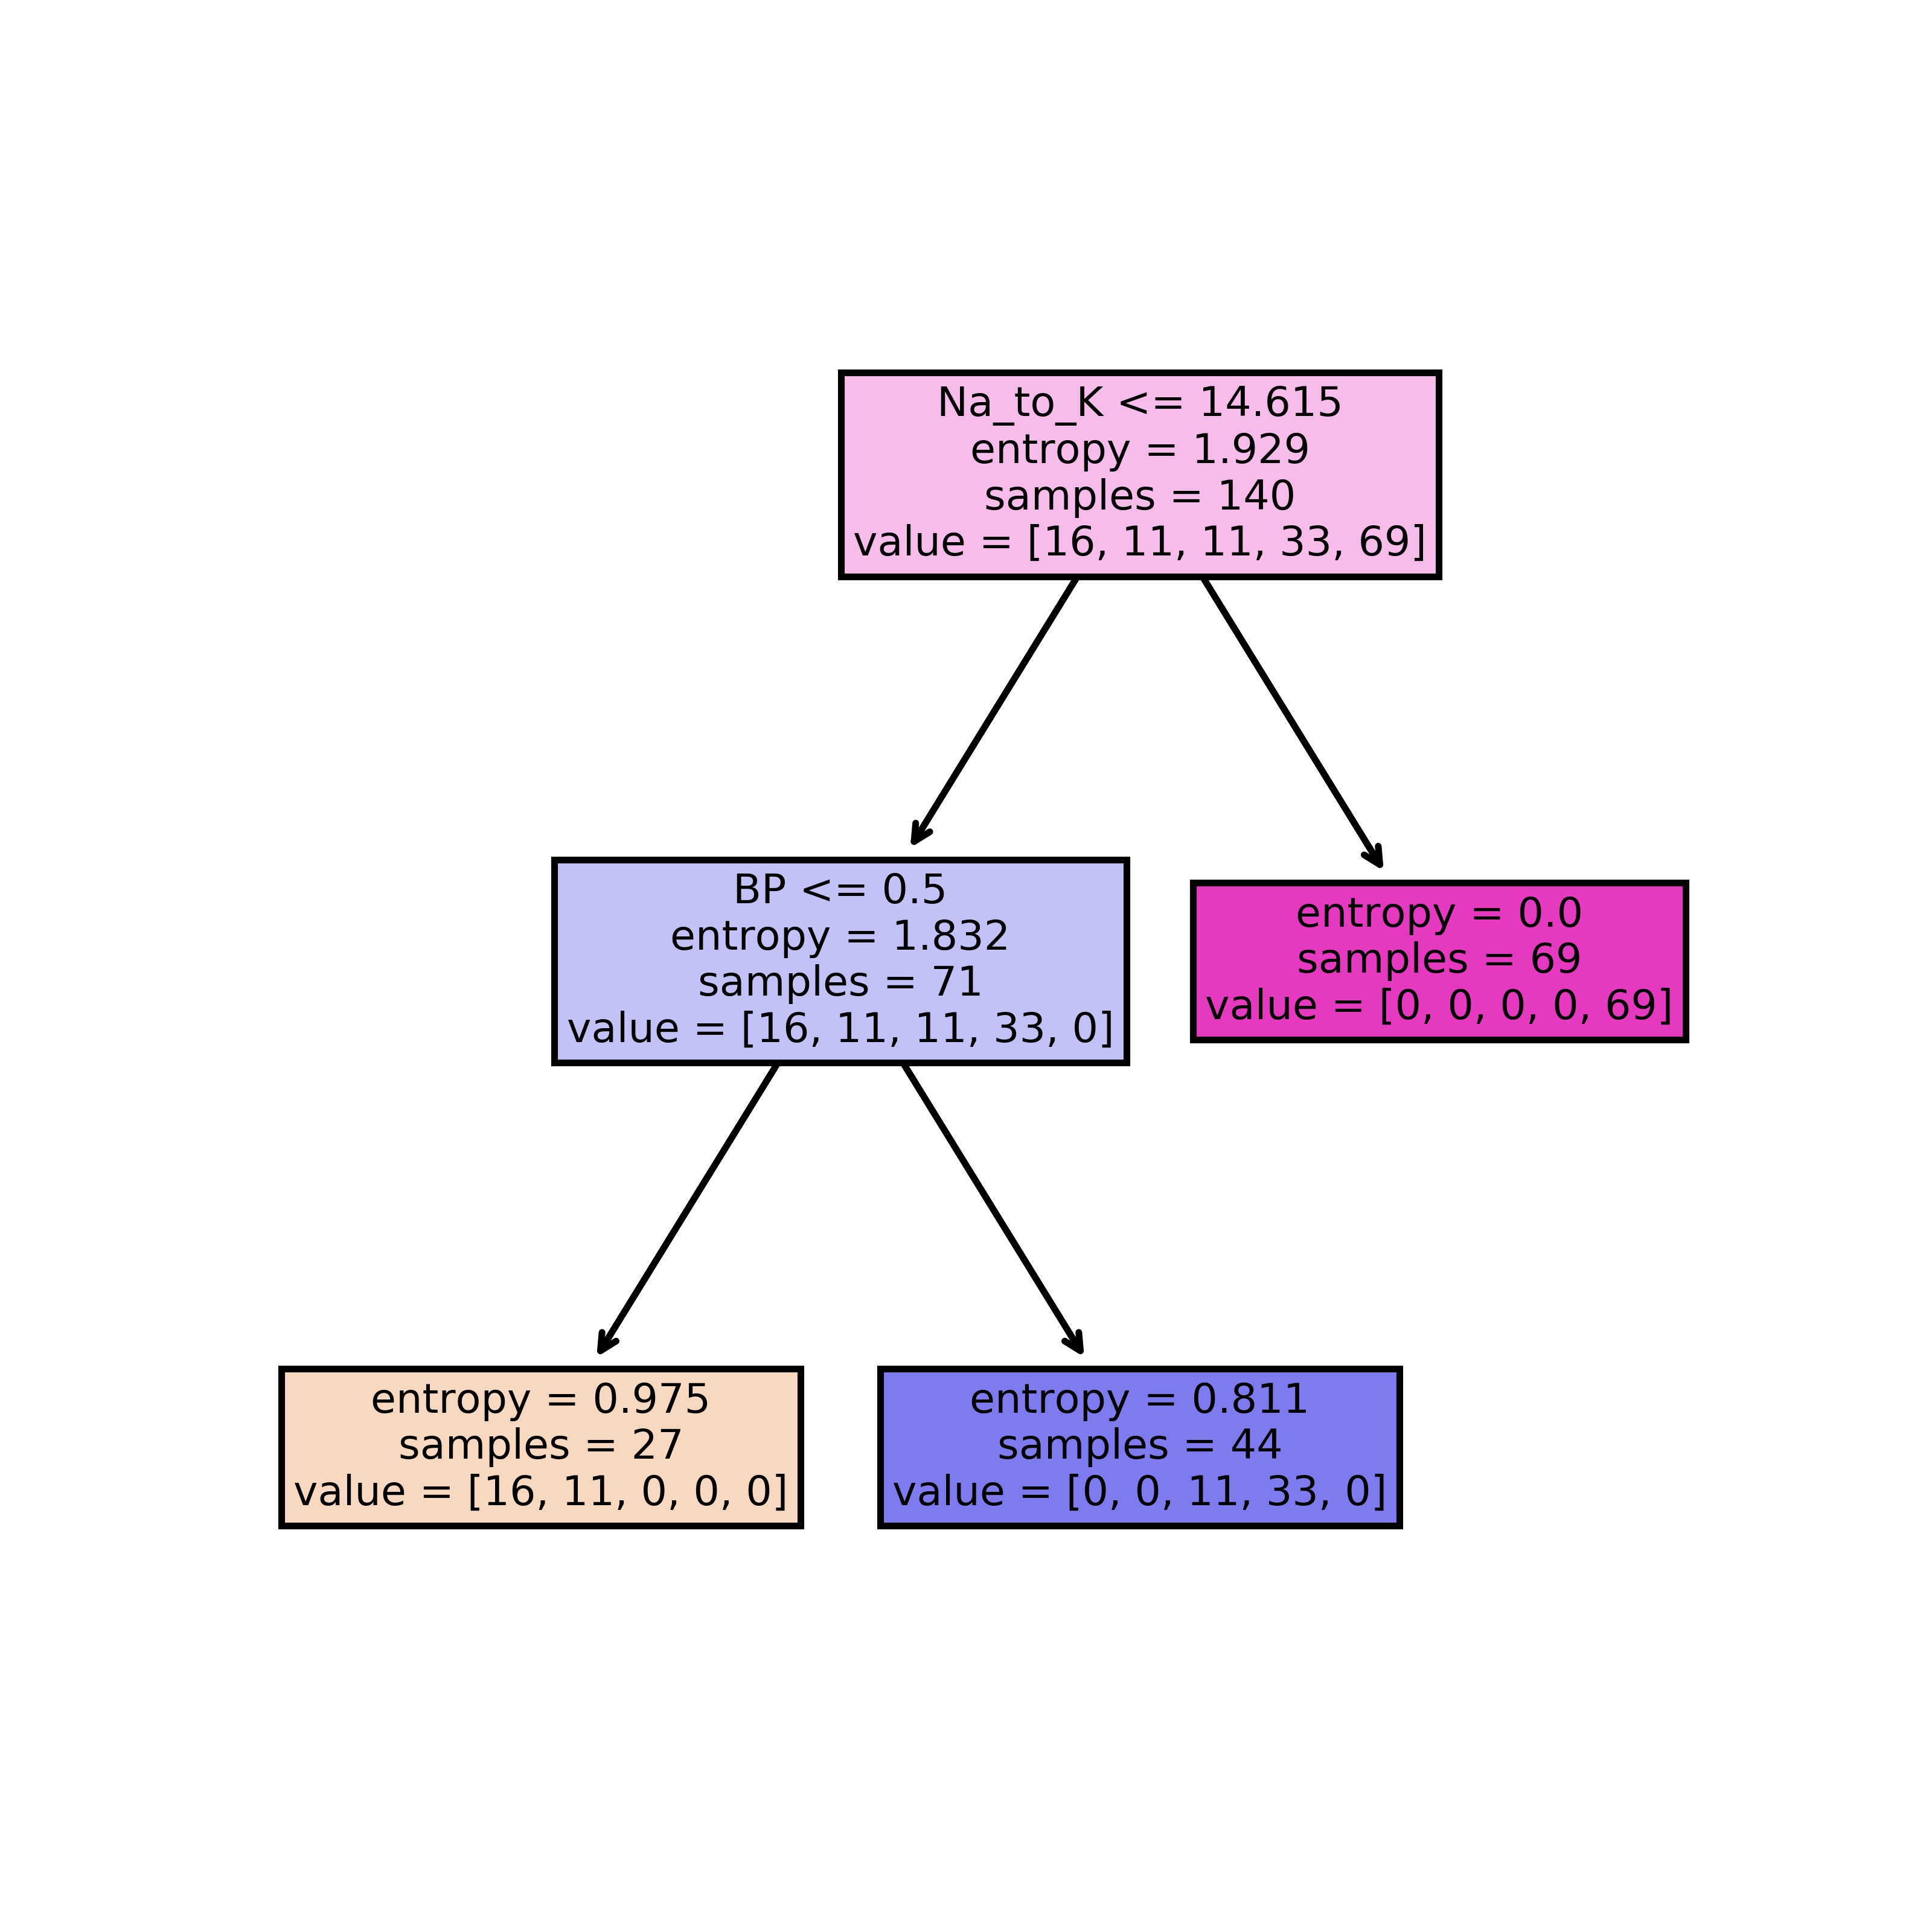 Na_to_K <= 14.615
entropy = 1.929
samples = 140
value = [16, 11, 11, 33, 69]
BP <= 0.5
entropy = 1.832
samples = 71
value = [16, 11, 11, 33, 0]
entropy = 0.0
samples = 69
value = [0, 0, 0, 0, 69]
entropy = 0.975
samples = 27
value = [16, 11, 0, 0, 0]
entropy = 0.811
samples = 44
value = [0, 0, 11, 33, 0]